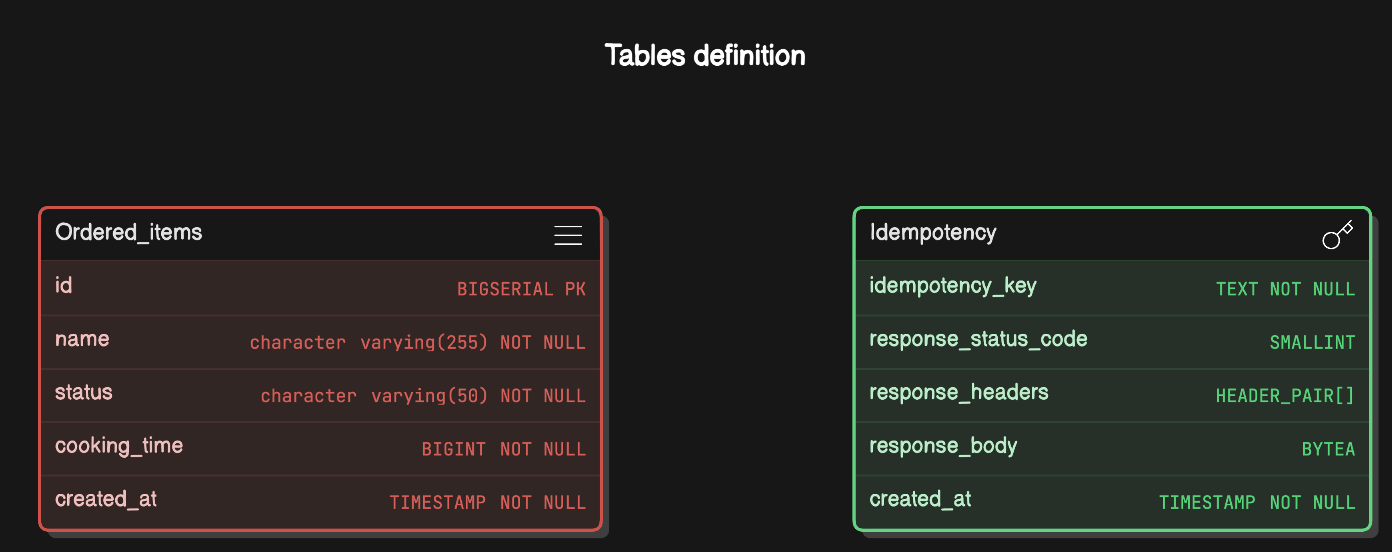 Tables definition
Ordered_items
id BIGSERIAL PK
name character varying(255) NOT NULL
status character varying(50) NOT NULL
cooking_time BIGINT NOT NULL
created_at TIMESTAMP NOT NULL
Idempotency
idempotency_key TEXT NOT NULL
response_status_code SMALLINT
response_headers HEADER_PAIR[]
response_body BYTEA
created_at TIMESTAMP NOT NULL